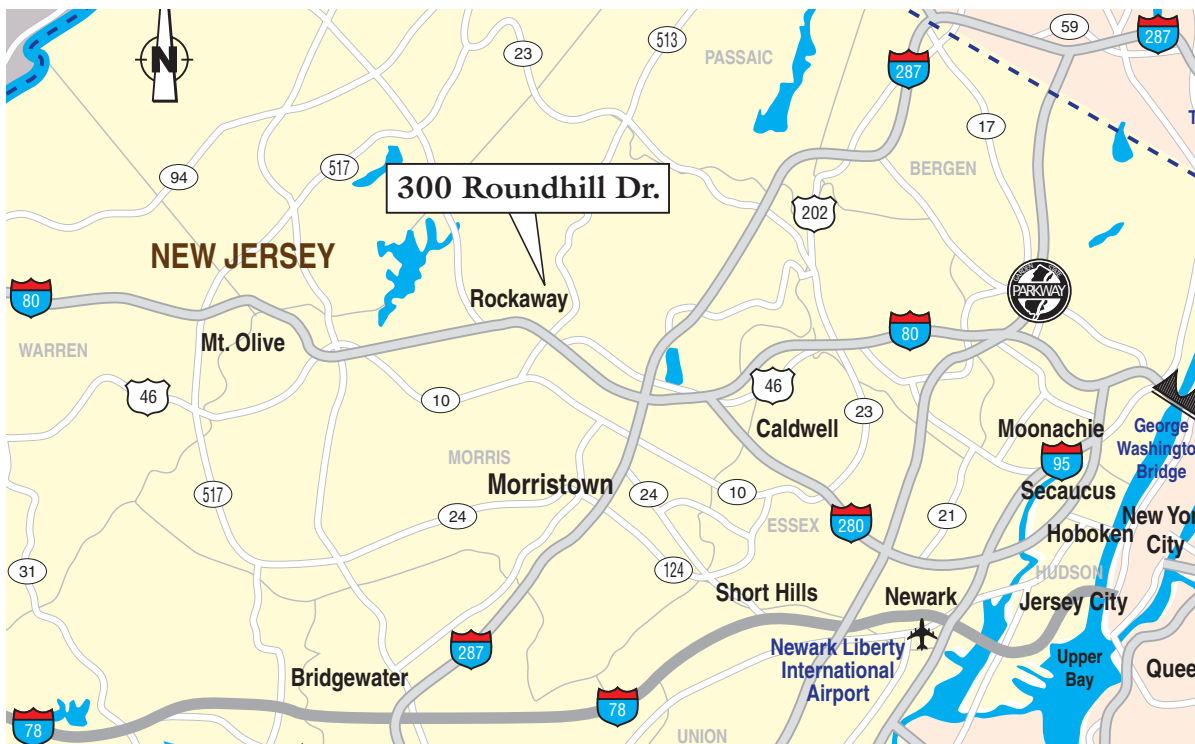 59
287
23
513
PASSAIC
287
N
17
T
94
517
BERGEN
300 Roundhill Dr.
202
NEW JERSEY
GARDEN STATE
PARKWAY
80
Rockaway
80
Mt. Olive
WARREN
46
46
10
23
Caldwell
Moonachie
George
Washington
Bridge
95
MORRIS
Morristown
Secaucus
517
24
10
24
ESSEX
280
21
New Yor
City
Hoboken
31
124
HUDSON
Short Hills
Newark
Jersey City
287
Newark Liberty
International
Airport
Upper
Bay
Quee
Bridgewater
78
78
UNION